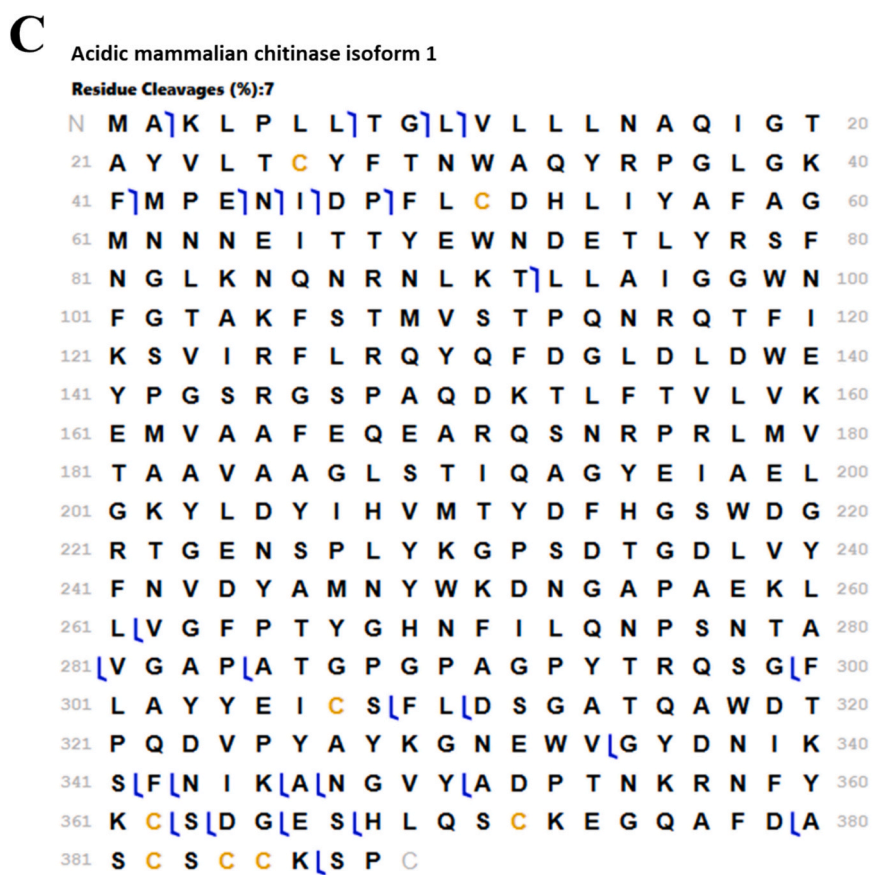 C
Acidic mammalian chitinase isoform 1
Residue Cleavages (%):7
N M A K L P L L T G L V L L L N A Q I G T 20
21 A Y V L T C Y F T N W A Q Y R P G L G K 40
41 F M P E N I D P F L C D H L I Y A F A G 60
61 M N N N E I T T Y E W N D E T L Y R S F 80
81 N G L K N Q N R N L K T L L A I G G W N 100
101 F G T A K F S T M V S T P Q N R Q T F I 120
121 K S V I R F L R Q Y Q F D G L D L D W E 140
141 Y P G S R G S P A Q D K T L F T V L V K 160
161 E M V A A F E Q E A R Q S N R P R L M V 180
181 T A A V A A G L S T I Q A G Y E I A E L 200
201 G K Y L D Y I H V M T Y D F H G S W D G 220
221 R T G E N S P L Y K G P S D T G D L V Y 240
241 F N V D Y A M N Y W K D N G A P A E K L 260
261 L V G F P T Y G H N F I L Q N P S N T A 280
281 V G A P A T G P G P A G P Y T R Q S G F 300
301 L A Y Y E I C S F L D S G A T Q A W D T 320
321 P Q D V P Y A Y K G N E W V G Y D N I K 340
341 S F N I K A N G V Y A D P T N K R N F Y 360
361 K C S D G E S H L Q S C K E G Q A F D A 380
381 S C S C C K S P C